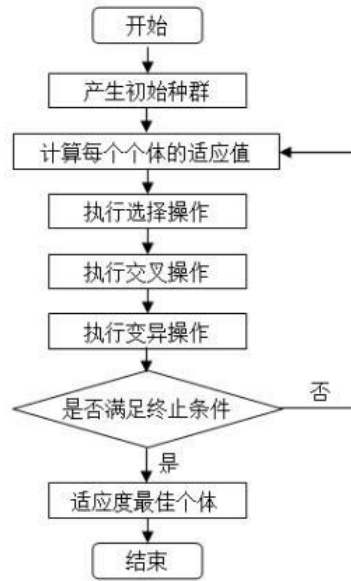 开始
产生初始种群
计算每个个体的适应值
执行选择操作
执行交叉操作
执行变异操作
是否满足终止条件
否
是
适应度最佳个体
结束